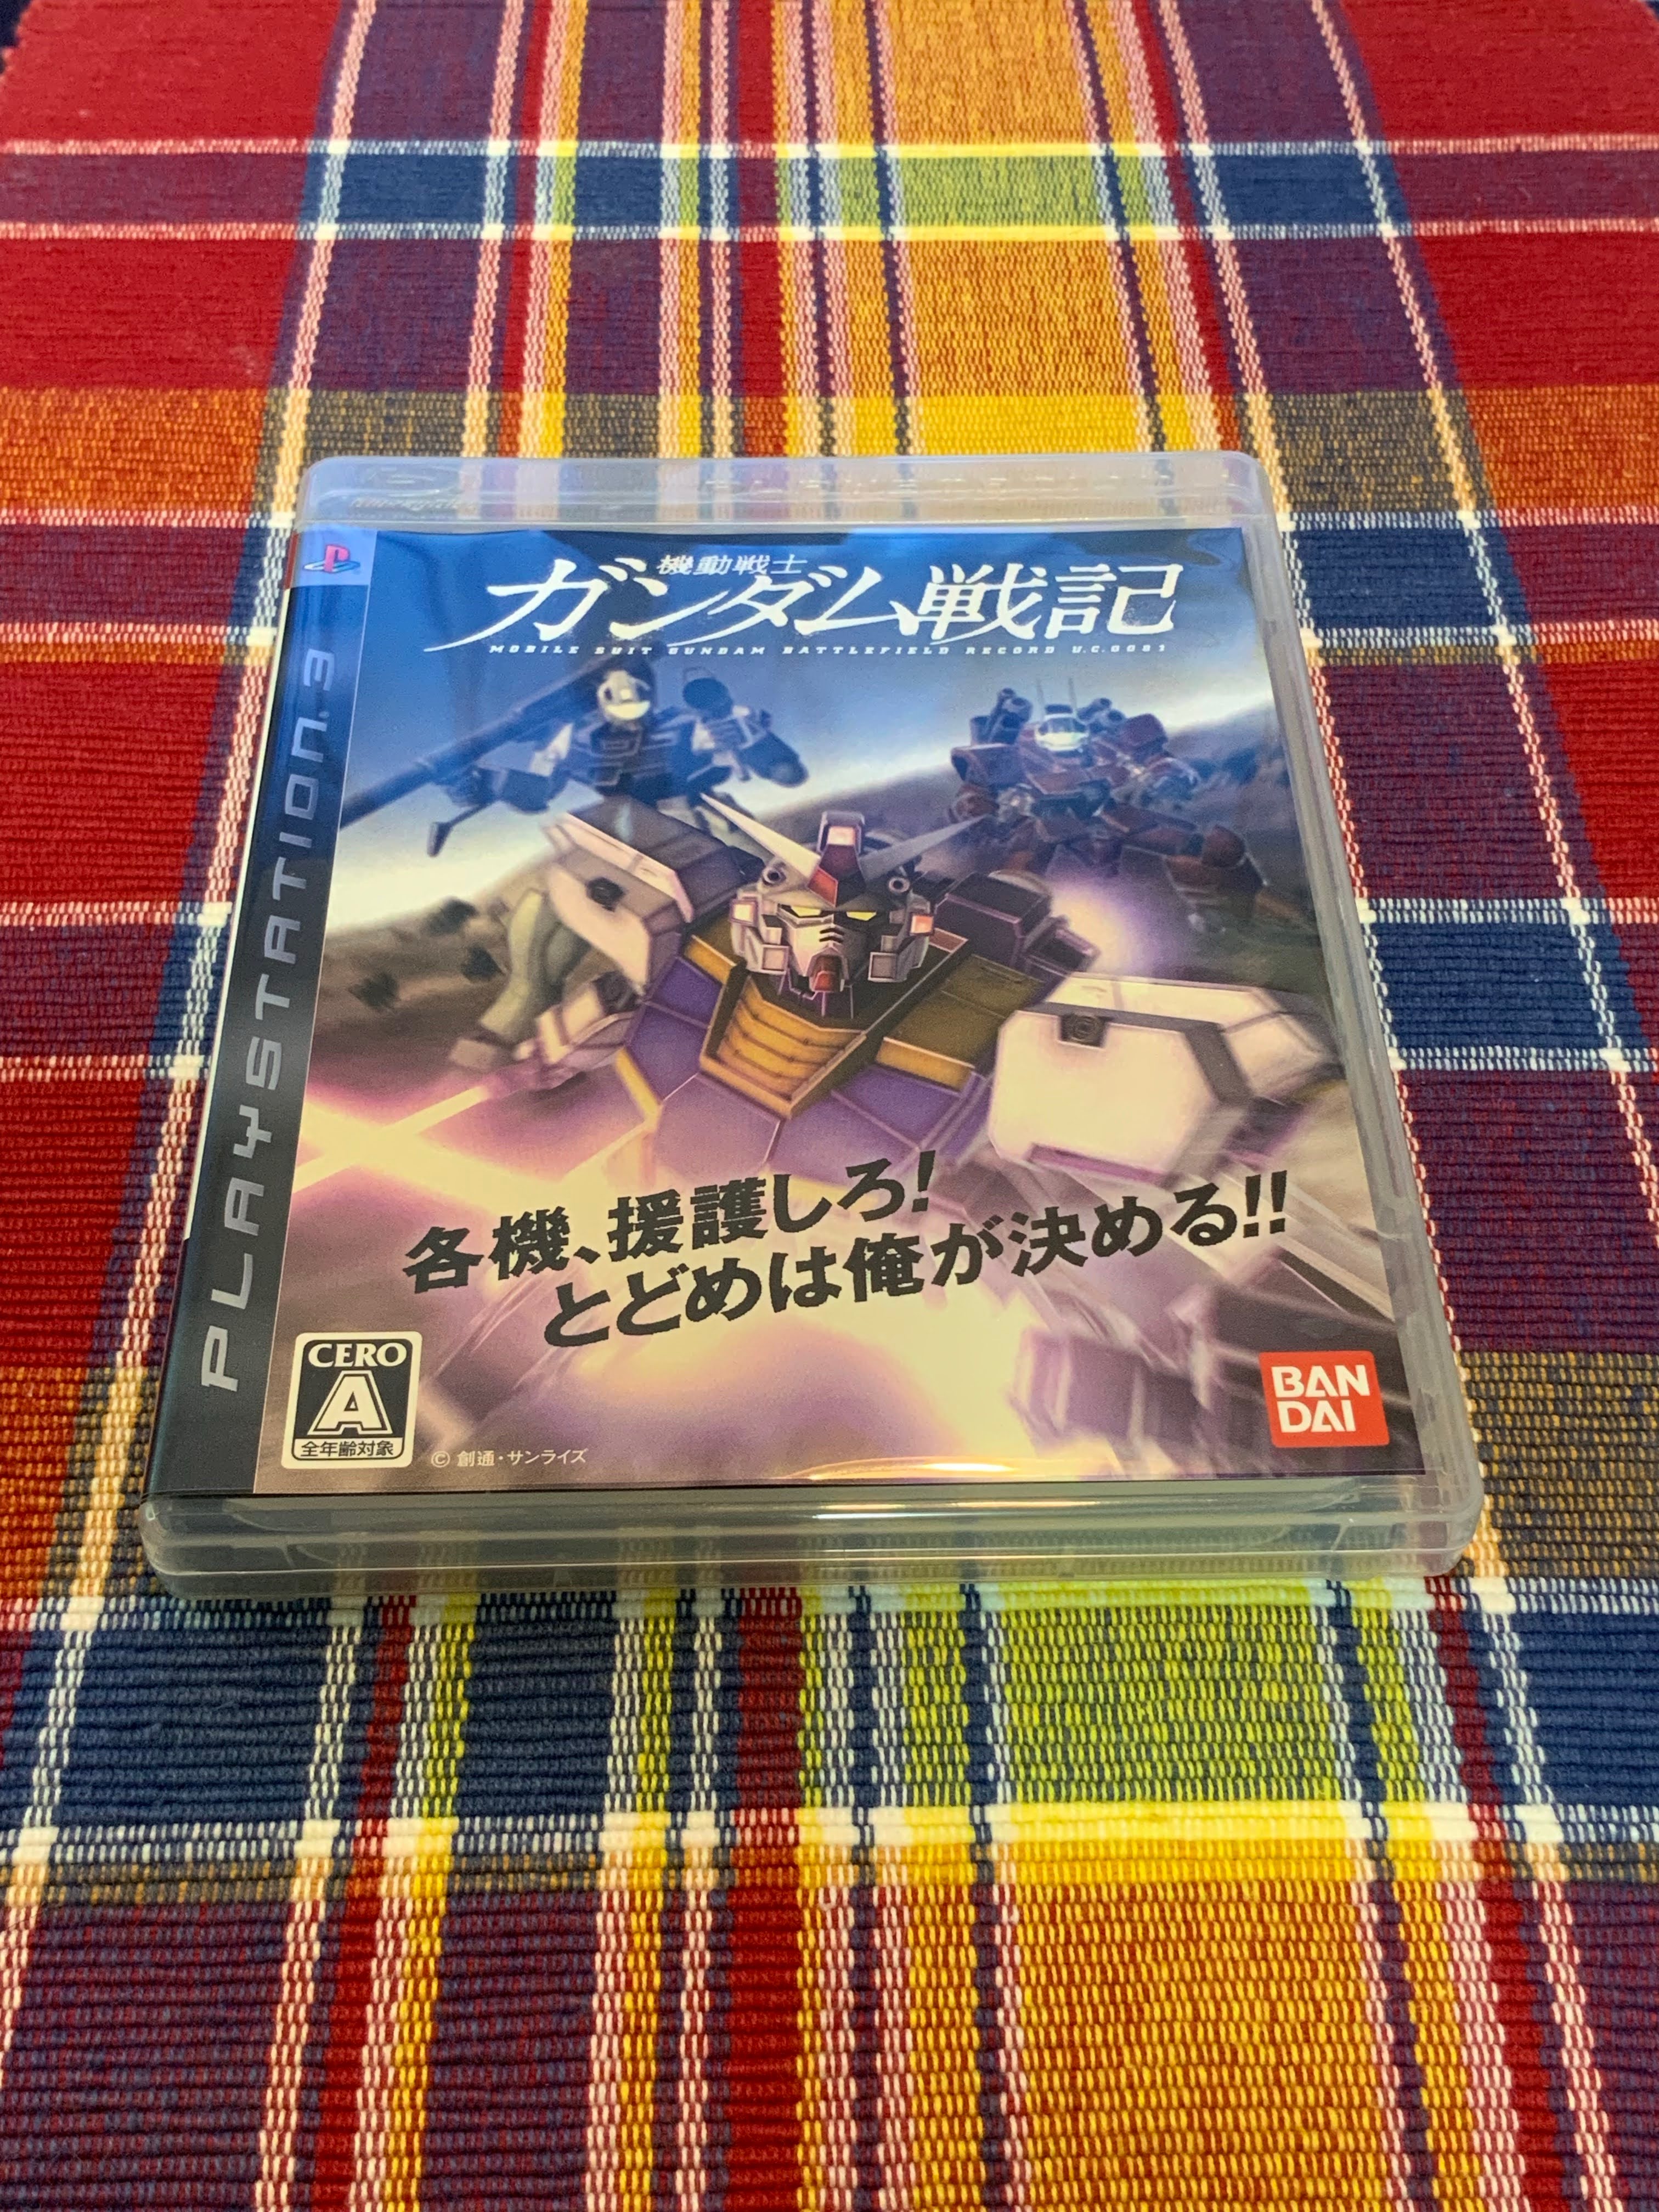 機動戦士
ガンダム戦記
MOBILE SUIT GUNDAM BATTLEFIELD RECORD U.C.0081
PLAYSTATION 3
各機、援護しろ!
とどめは俺が決める!!
CERO
A
全年齢対象
© 創通・サンライズ
BAN
DAI